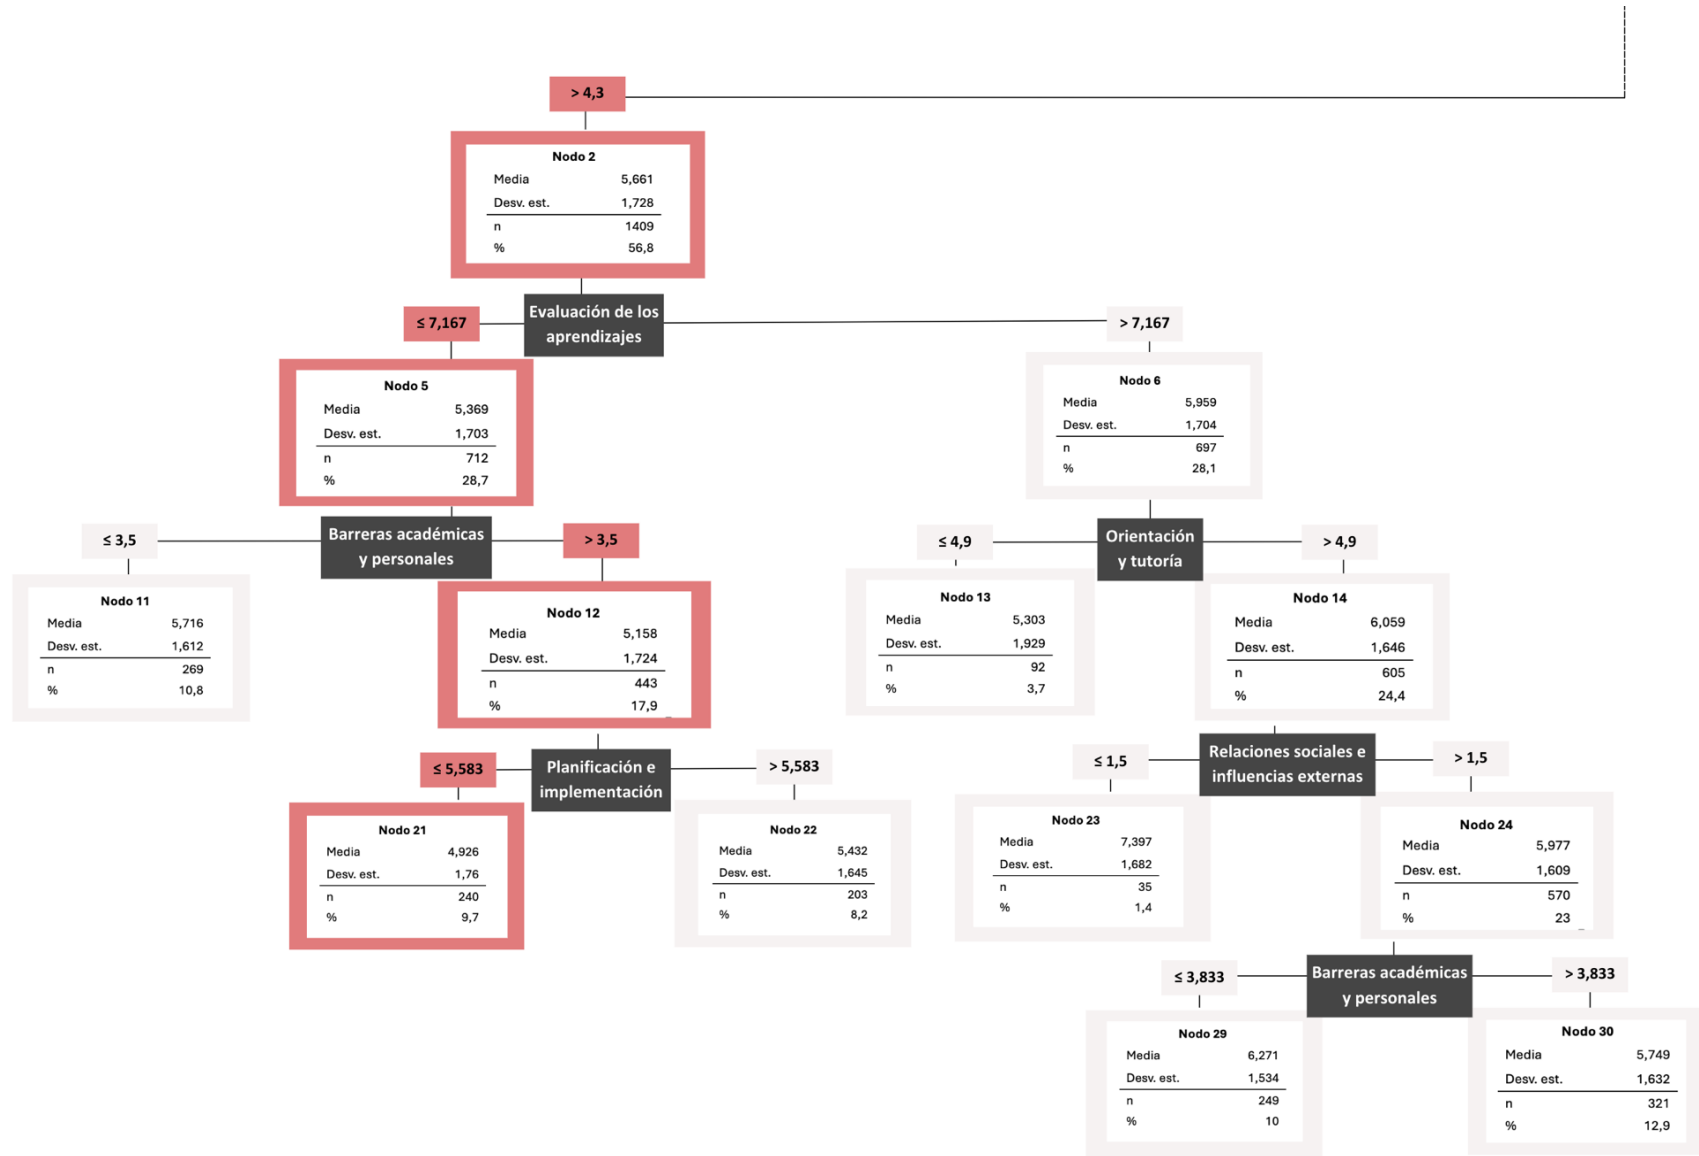 > 4,3
Nodo 2
Media 5,661
Desv. est. 1,728
n 1409
% 56,8
Evaluación de los
aprendizajes
≤ 7,167
> 7,167
Nodo 5
Media 5,369
Desv. est. 1,703
n 712
% 28,7
Nodo 6
Media 5,959
Desv. est. 1,704
n 697
% 28,1
Barreras académicas
y personales
≤ 3,5
> 3,5
Orientación
y tutoría
≤ 4,9
> 4,9
Nodo 11
Media 5,716
Desv. est. 1,612
n 269
% 10,8
Nodo 12
Media 5,158
Desv. est. 1,724
n 443
% 17,9
Nodo 13
Media 5,303
Desv. est. 1,929
n 92
% 3,7
Nodo 14
Media 6,059
Desv. est. 1,646
n 605
% 24,4
Planificación e
implementación
≤ 5,583
> 5,583
Relaciones sociales e
influencias externas
≤ 1,5
> 1,5
Nodo 21
Media 4,926
Desv. est. 1,76
n 240
% 9,7
Nodo 22
Media 5,432
Desv. est. 1,645
n 203
% 8,2
Nodo 23
Media 7,397
Desv. est. 1,682
n 35
% 1,4
Nodo 24
Media 5,977
Desv. est. 1,609
n 570
% 23
Barreras académicas
y personales
≤ 3,833
> 3,833
Nodo 29
Media 6,271
Desv. est. 1,534
n 249
% 10
Nodo 30
Media 5,749
Desv. est. 1,632
n 321
% 12,9